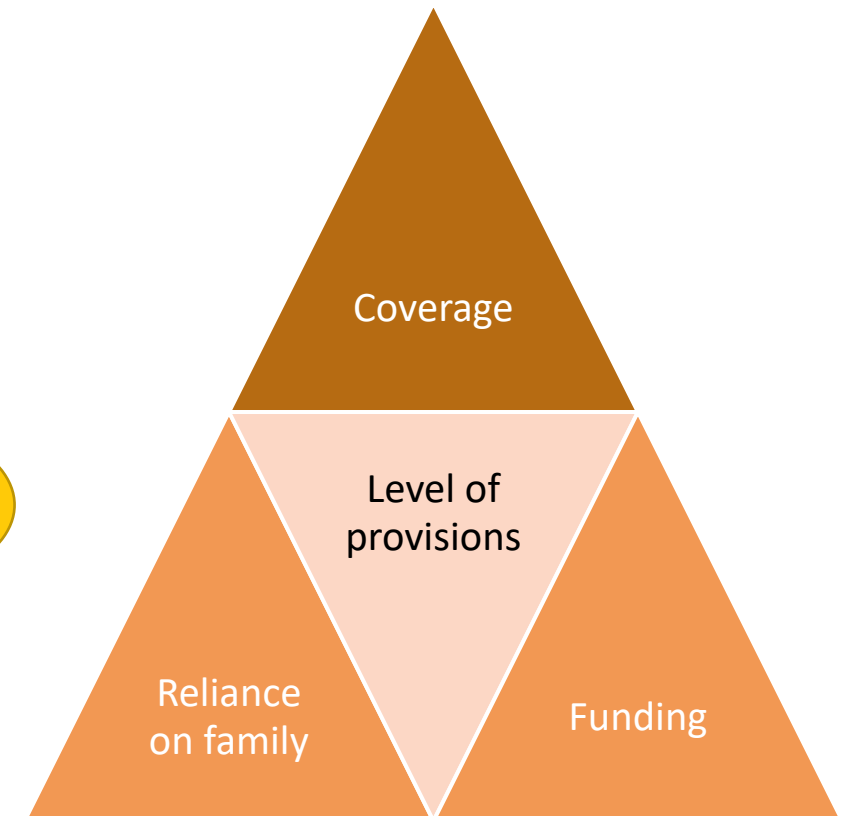 Coverage
Level of
provisions
Reliance
on family
Funding